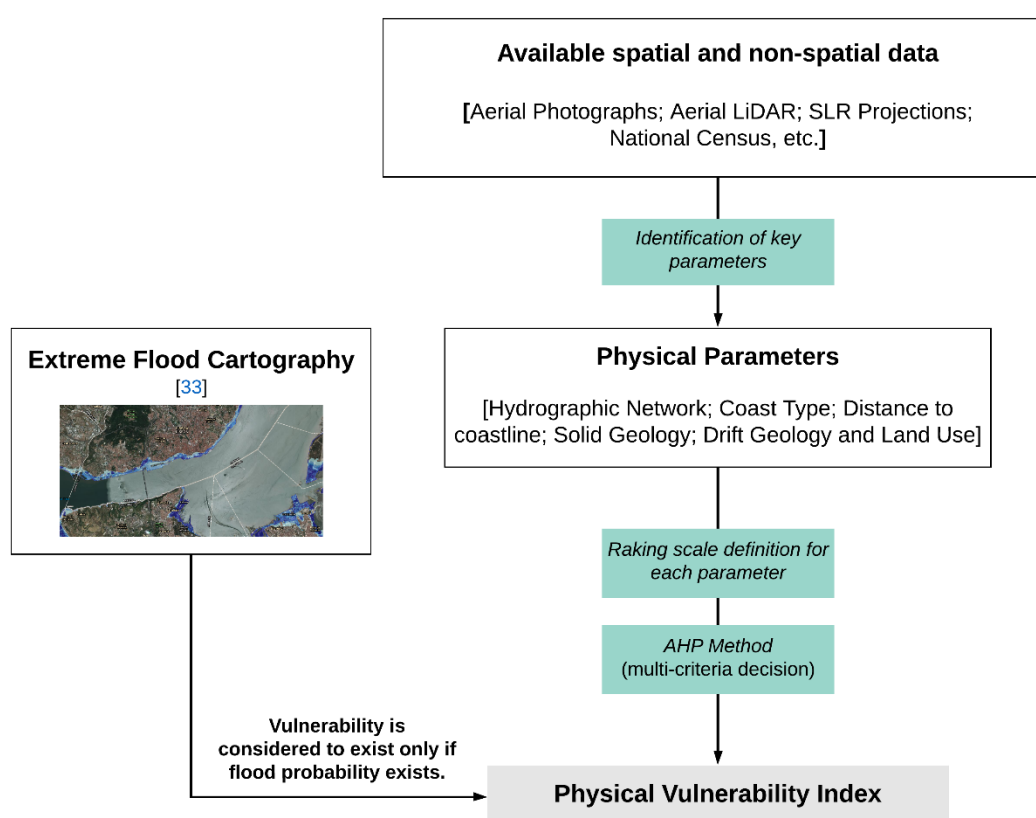 Available spatial and non-spatial data
[Aerial Photographs; Aerial LiDAR; SLR Projections;
National Census, etc.]
Identification of key
parameters
Extreme Flood Cartography
[33]
Physical Parameters
[Hydrographic Network; Coast Type; Distance to
coastline; Solid Geology; Drift Geology and Land Use]
Raking scale definition for
each parameter
AHP Method
(multi-criteria decision)
Vulnerability is
considered to exist only if
flood probability exists.
Physical Vulnerability Index